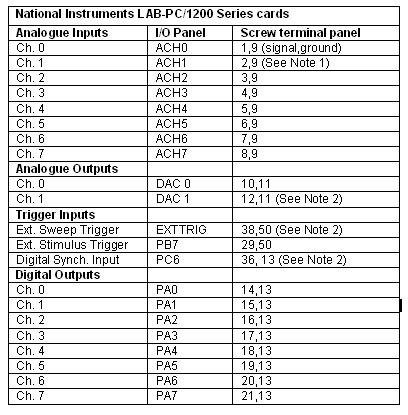 National Instruments LAB-PC/1200 Series cards
Analogue Inputs I/O Panel Screw terminal panel
Ch. 0 ACH0 1,9 (signal,ground)
Ch. 1 ACH1 2,9 (See Note 1)
Ch. 2 ACH2 3,9
Ch. 3 ACH3 4,9
Ch. 4 ACH4 5,9
Ch. 5 ACH5 6,9
Ch. 6 ACH6 7,9
Ch. 7 ACH7 8,9
Analogue Outputs
Ch. 0 DAC 0 10,11
Ch. 1 DAC 1 12,11 (See Note 2)
Trigger Inputs
Ext. Sweep Trigger EXTTRIG 38,50 (See Note 2)
Ext. Stimulus Trigger PB7 29,50
Digital Synch. Input PC6 36, 13 (See Note 2)
Digital Outputs
Ch. 0 PA0 14,13
Ch. 1 PA1 15,13
Ch. 2 PA2 16,13
Ch. 3 PA3 17,13
Ch. 4 PA4 18,13
Ch. 5 PA5 19,13
Ch. 6 PA6 20,13
Ch. 7 PA7 21,13